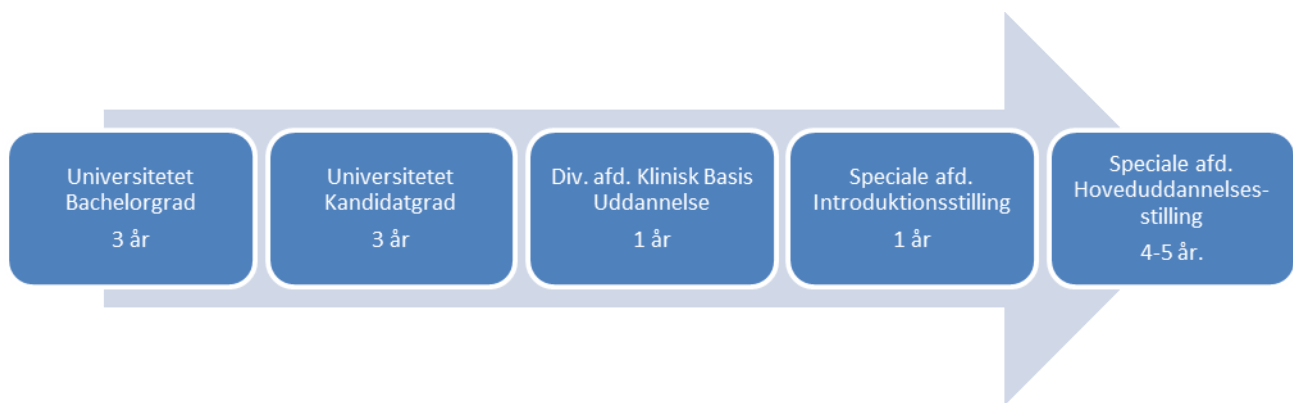 Universitetet
Bachelorgrad
3 år
Universitetet
Kandidatgrad
3 år
Div. afd. Klinisk Basis
Uddannelse
1 år
Speciale afd.
Introduktionsstilling
1 år
Speciale afd.
Hoveduddannelses-
stilling
4-5 år.